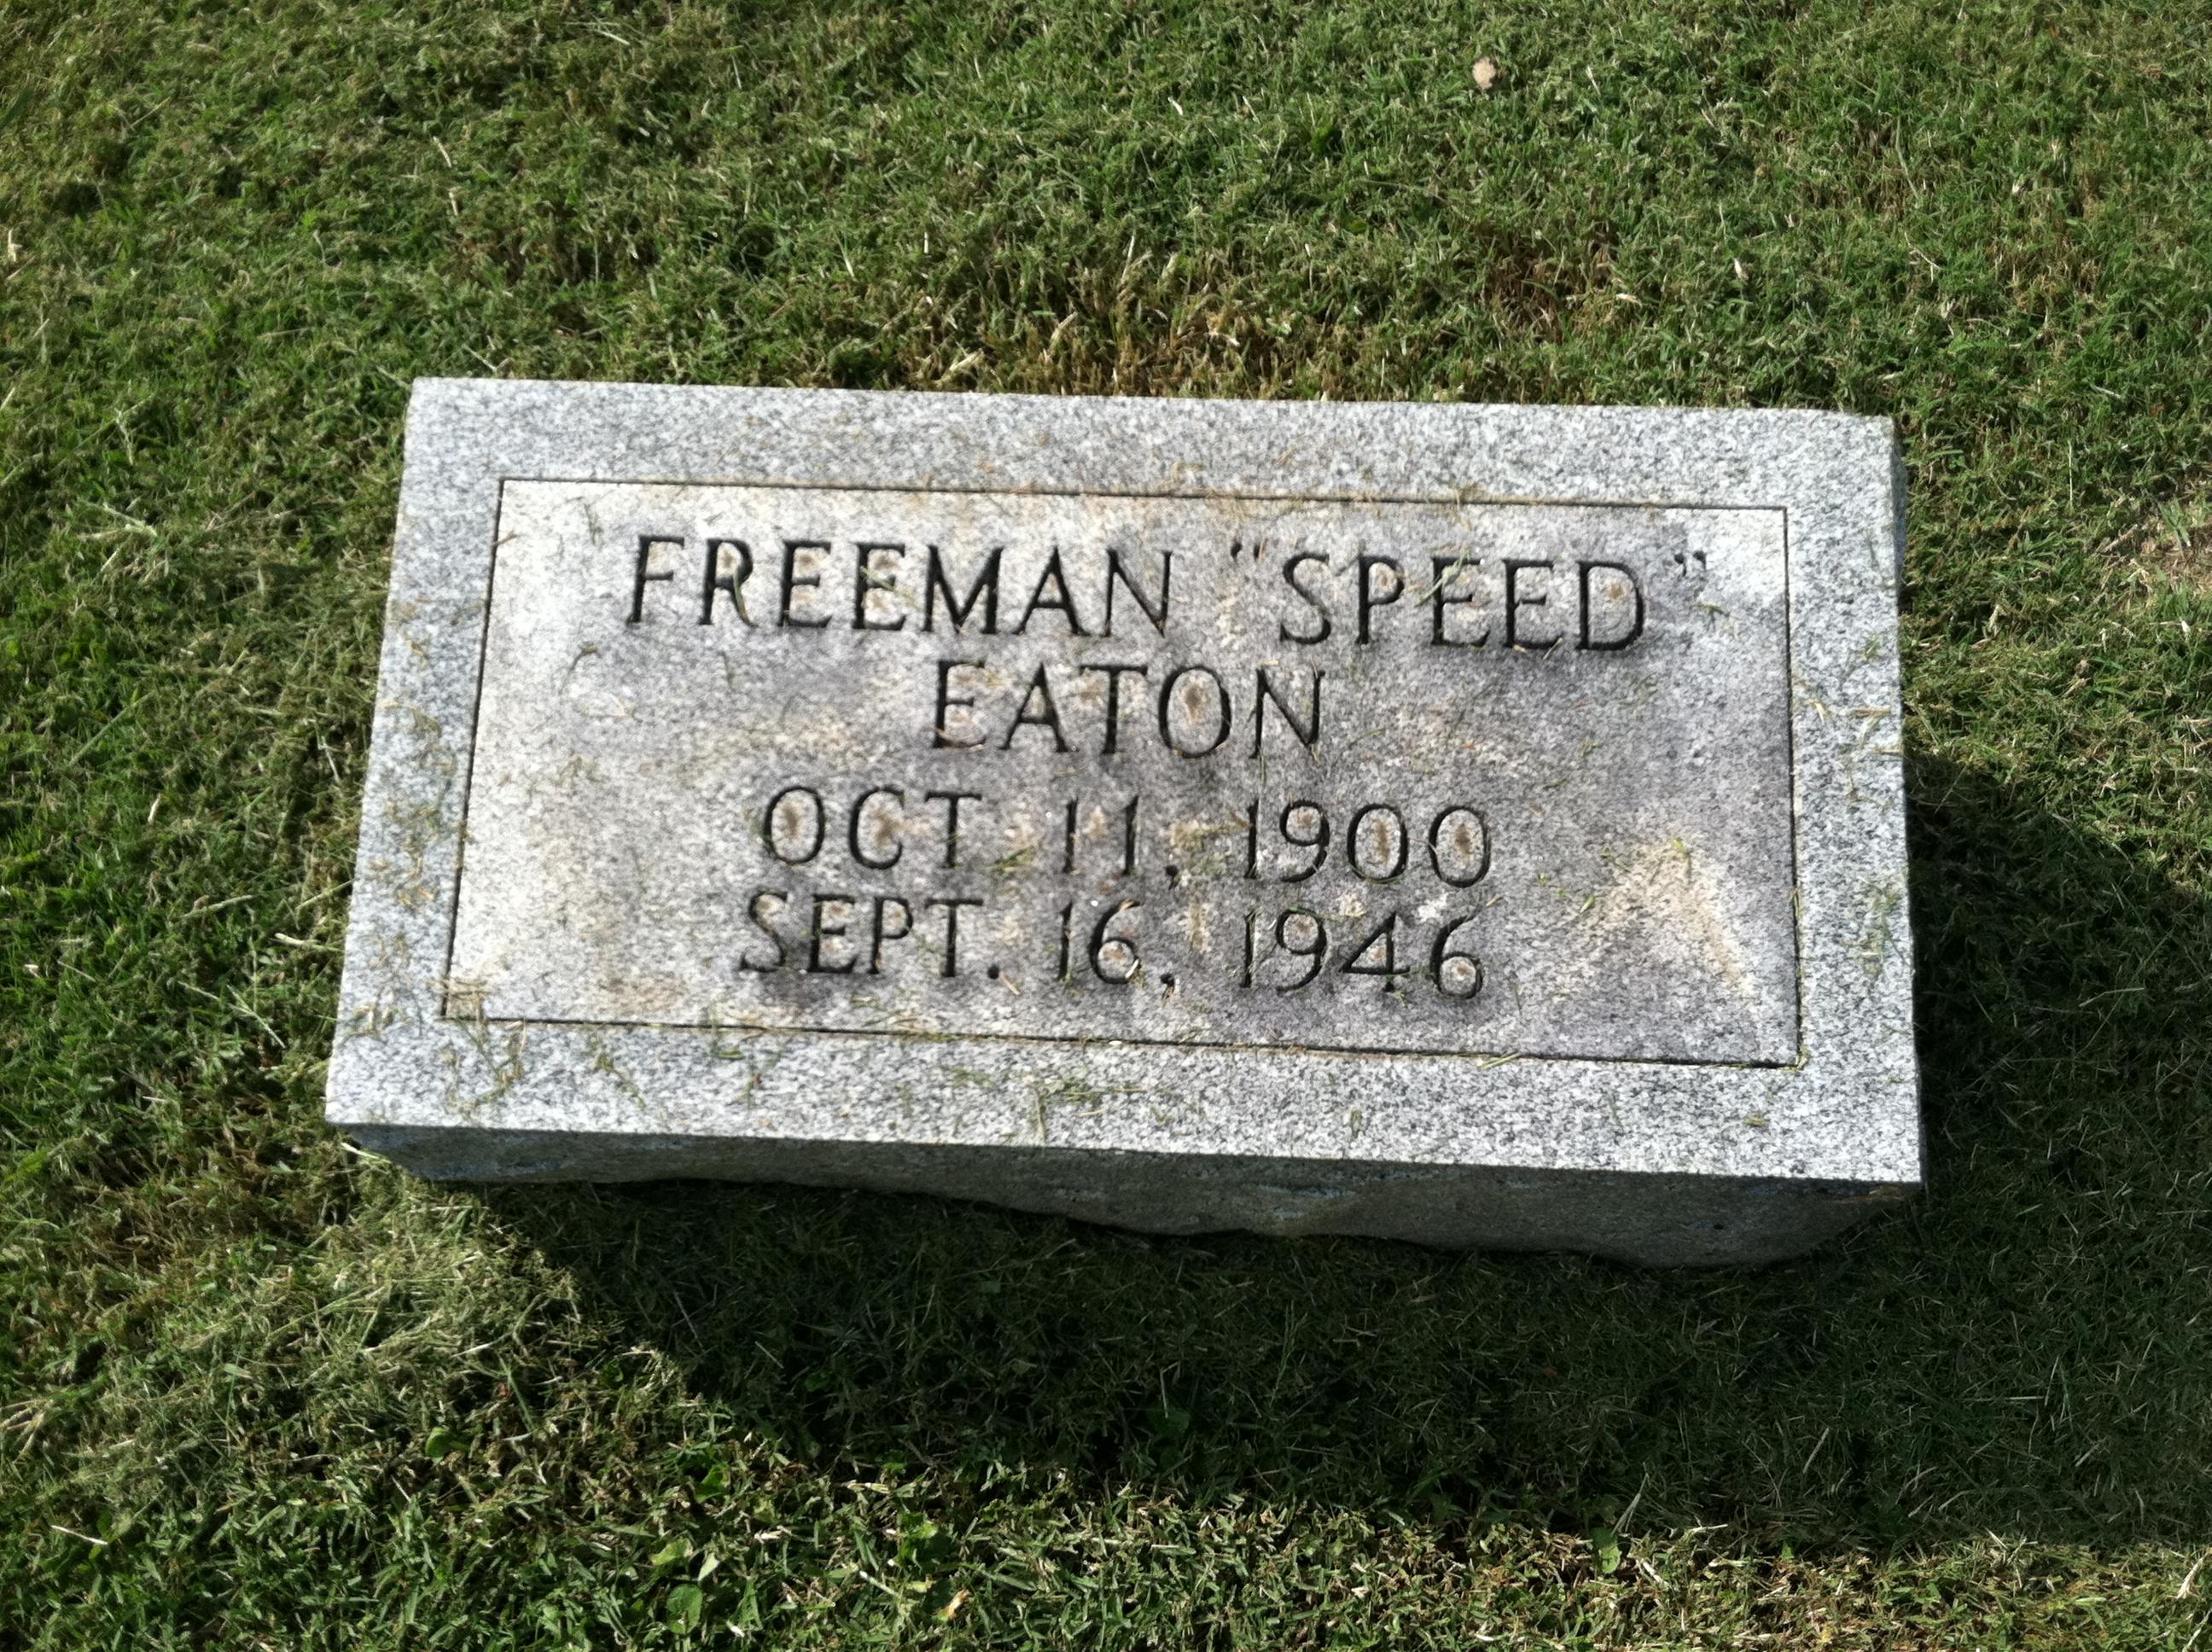 FREEMAN "SPEED"
EATON
OCT 11, 1900
SEPT. 16, 1946